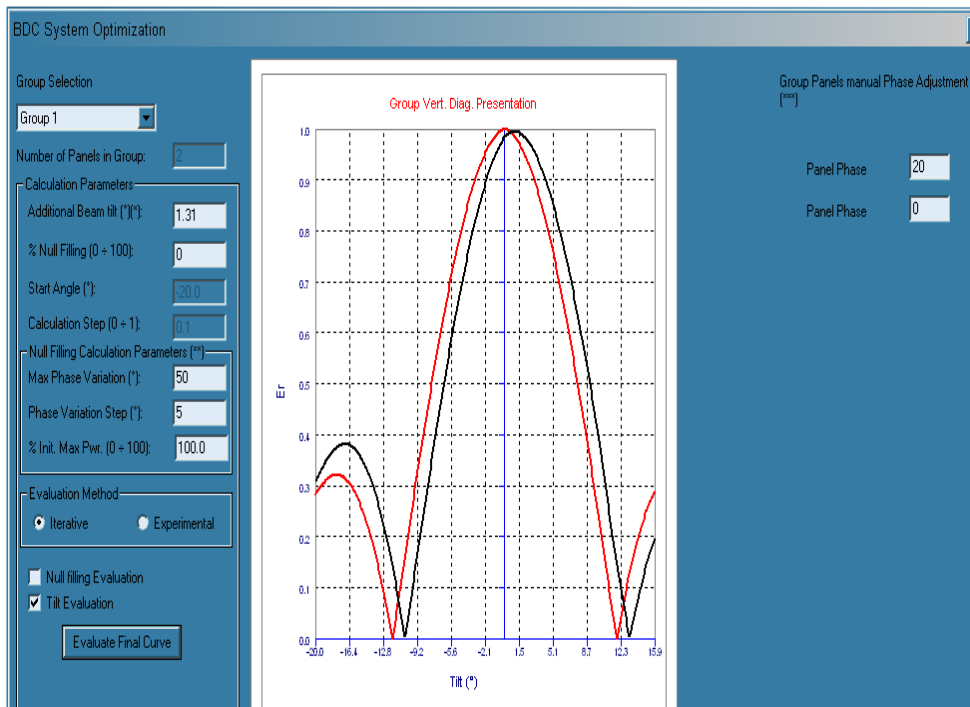 BDC System Optimization
Group Selection
Group 1
Number of Panels in Group: 2
Calculation Parameters
Additional Beam tilt (°)(*): 1.31
% Null Filling (0 ÷ 100): 0
Start Angle (°): -20.0
Calculation Step (0 ÷ 1): 0.1
Null Filling Calculation Parameters (**)
Max Phase Variation (°): 50
Phase Variation Step (°): 5
% Init. Max Pwr. (0 ÷ 100): 100.0
Evaluation Method
Iterative
Experimental
Null filling Evaluation
Tilt Evaluation
Evaluate Final Curve
Group Vert. Diag. Presentation
1.0
0.9
0.8
0.7
0.6
0.5
0.4
0.3
0.2
0.1
0.0
Er
-20.0 -16.4 -12.8 -9.2 -5.6 -2.1 1.5 5.1 8.7 12.3 15.9
Tilt (°)
Group Panels manual Phase Adjustment
(***)
Panel Phase 20
Panel Phase 0